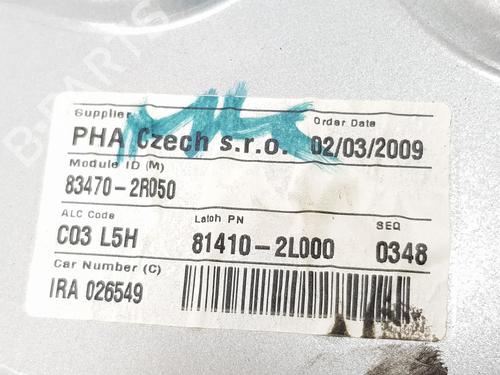 B-PARTS
Supplier Order Date
PHA Czech s.r.o. 02/03/2009
Module ID (M)
83470-2R050
ALC Code Latch PN SEQ
C03 L5H 81410-2L000 0348
Car Number (C)
IRA 026549